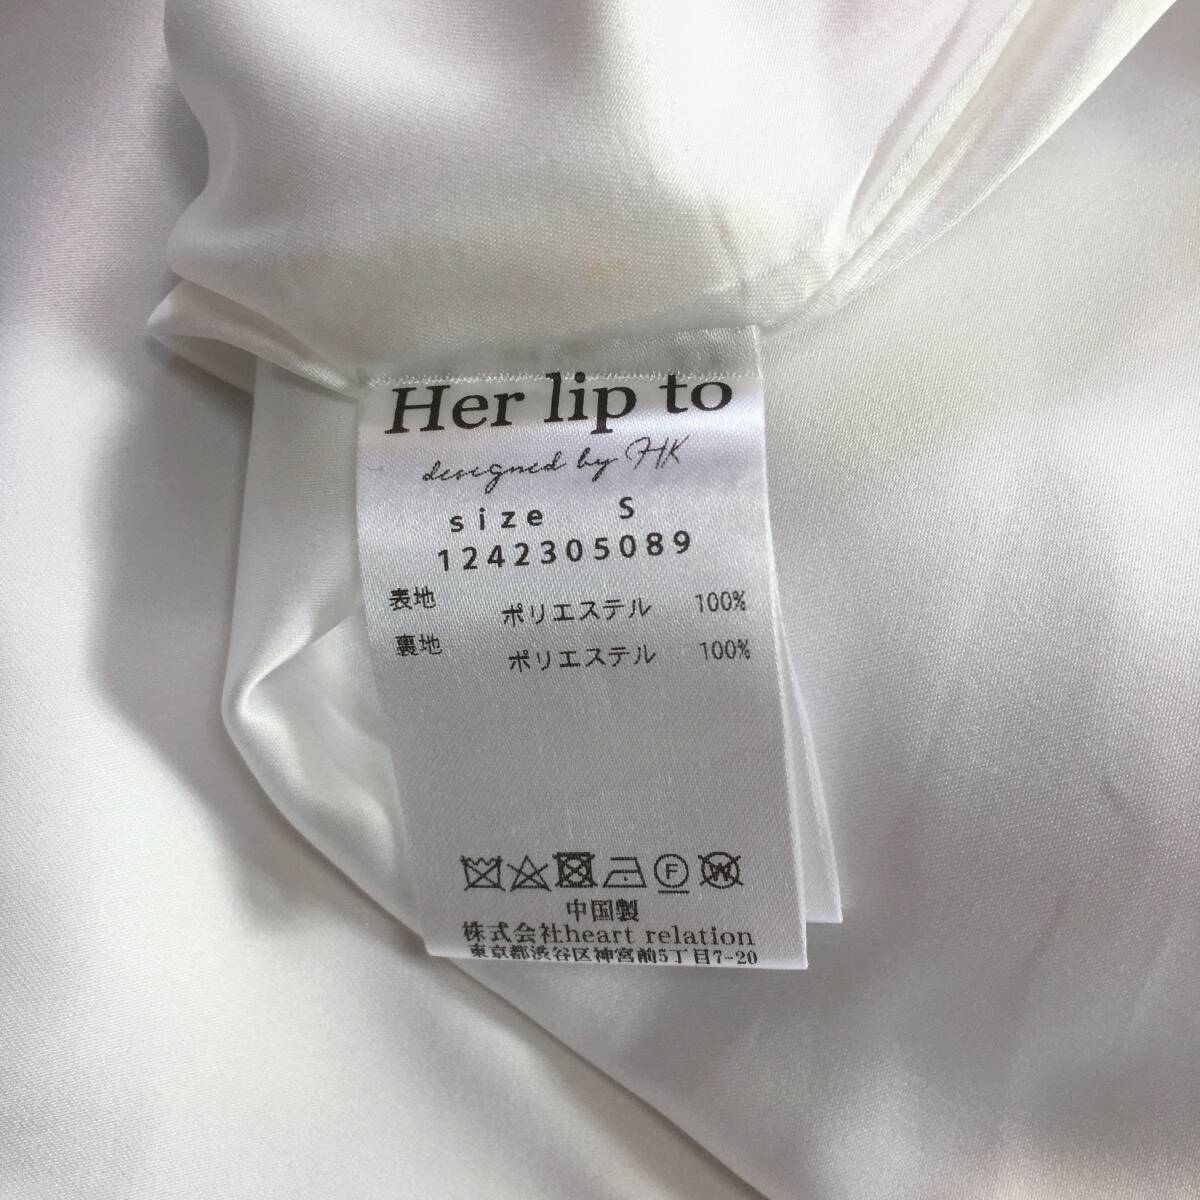 Her lip to
designed by HK
size S
1242305089
表地 ポリエステル 100%
裏地 ポリエステル 100%
F W
中国製
株式会社heart relation
東京都渋谷区神宮前5丁目7-20